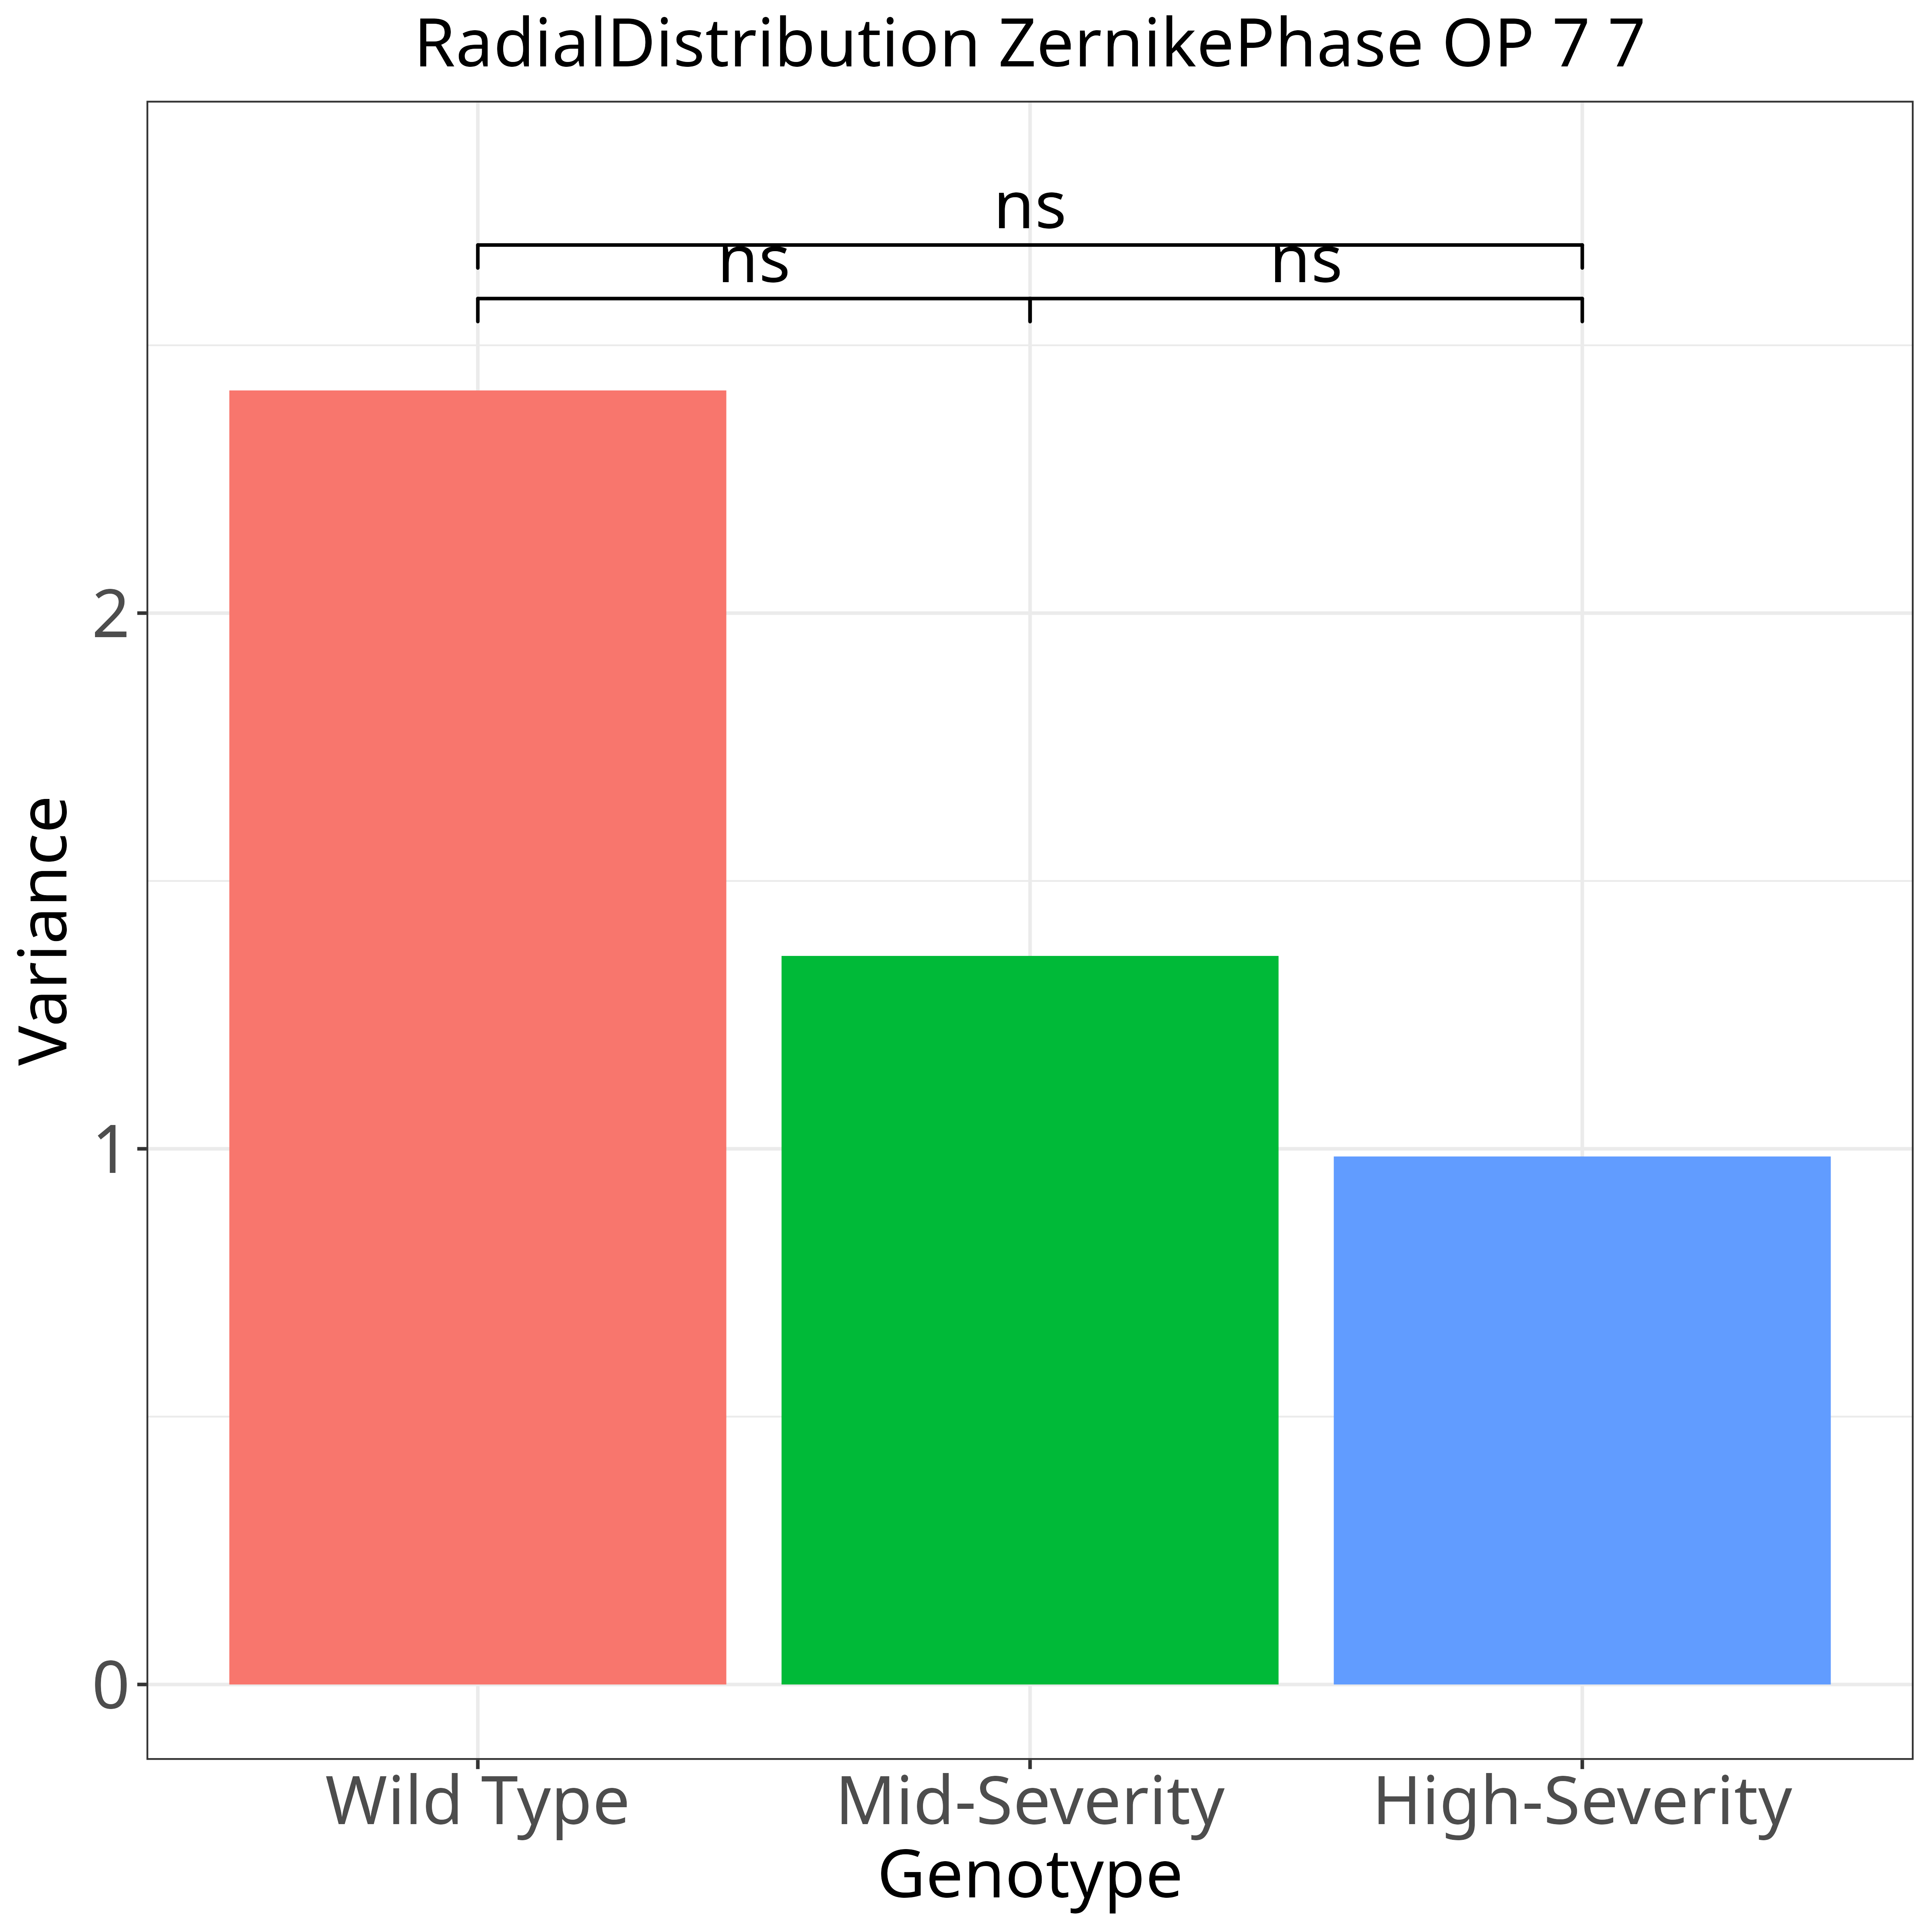 RadialDistribution ZernikePhase OP 7 7
ns
ns ns
2
1
0
Variance
Wild Type Mid-Severity High-Severity
Genotype